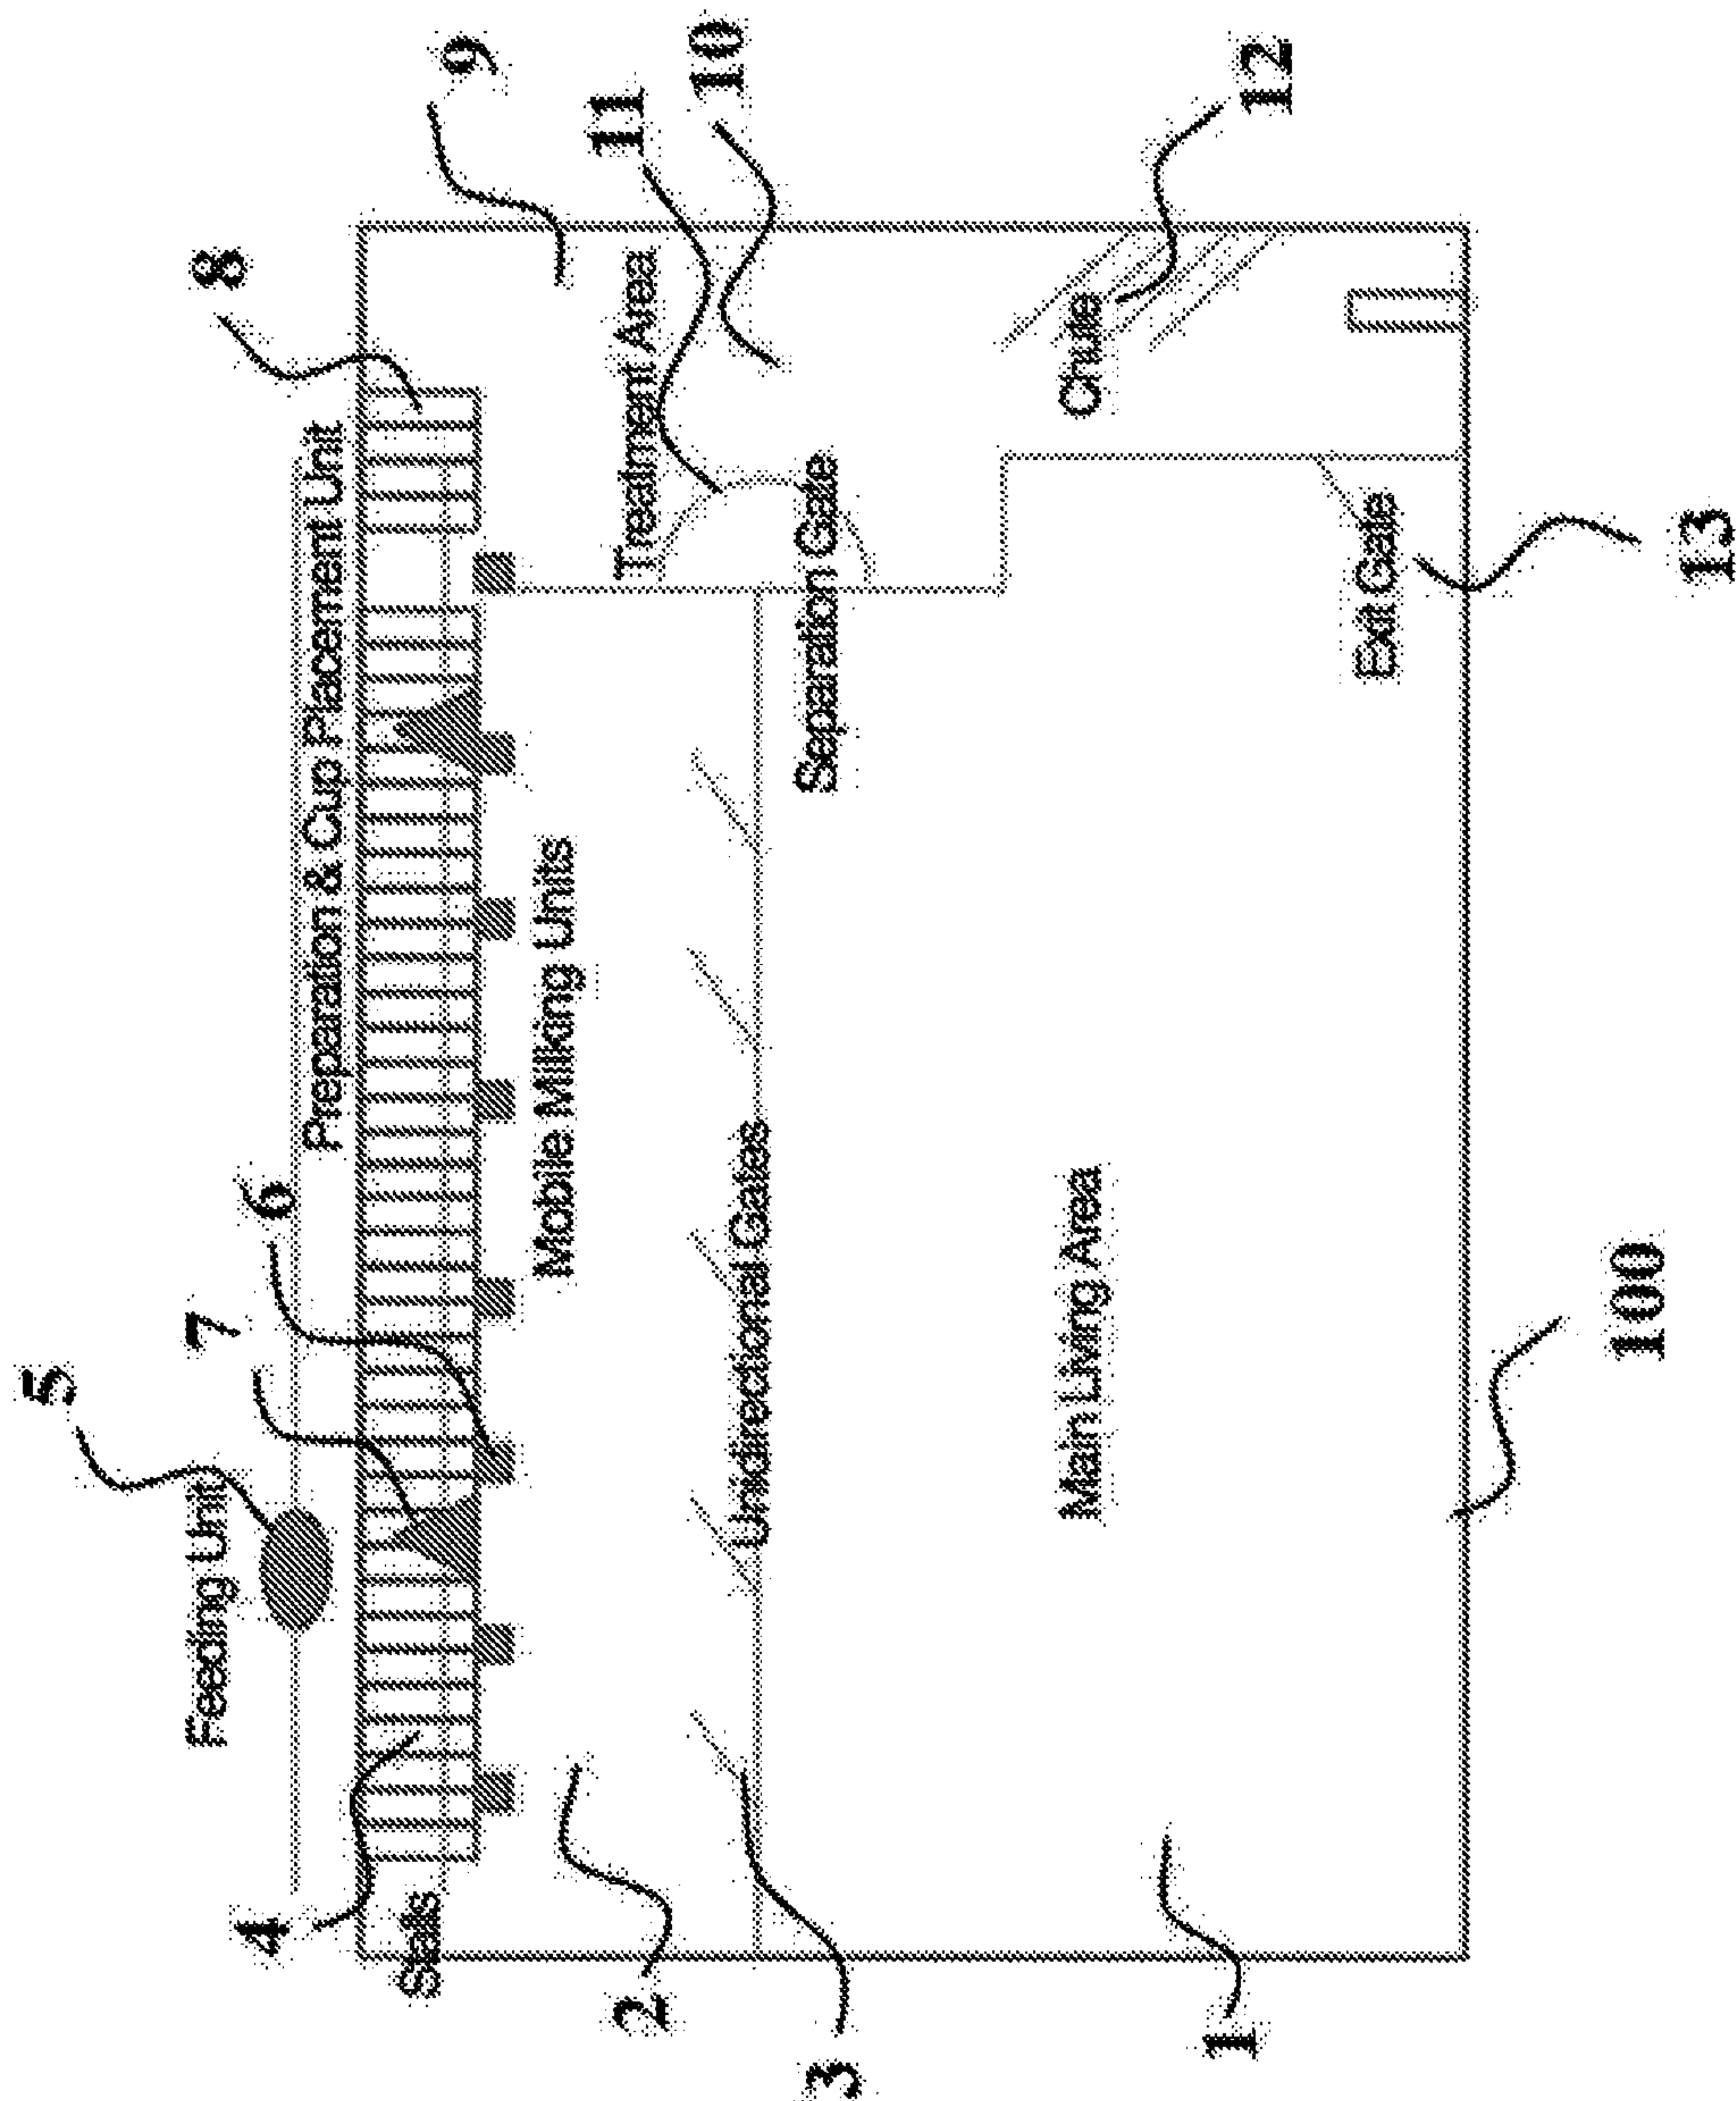 5
Feeding Unit
7
6
8
9
4
Preparation & Cup Placement Unit
Stalls
Mobile Milking Units
11
10
Treatment Area
2
3
Unidirectional Gates
Separation Gate
Main Living Area
Chute
12
1
Exit Gate
100
13